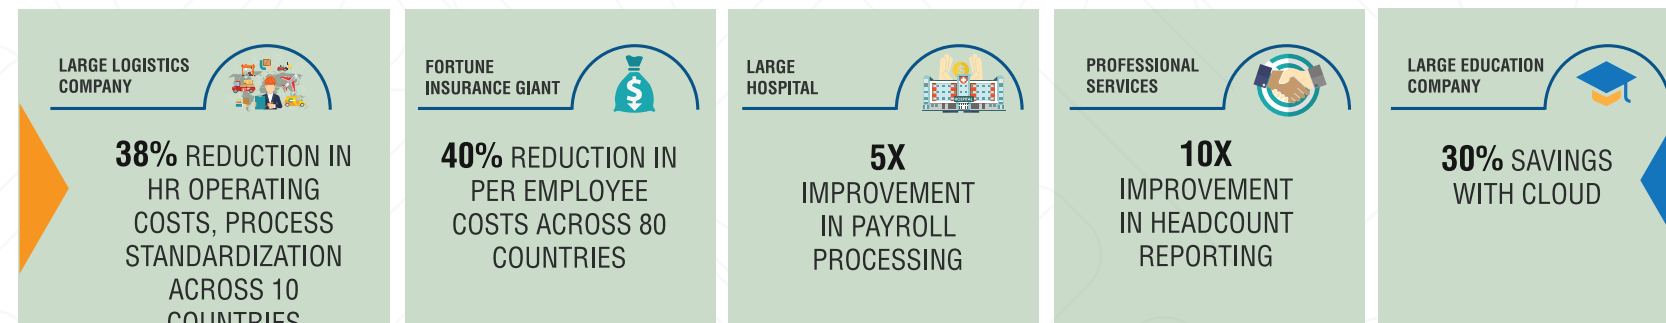 LARGE LOGISTICS
COMPANY
38% REDUCTION IN
HR OPERATING
COSTS, PROCESS
STANDARDIZATION
ACROSS 10
COUNTRIES
FORTUNE
INSURANCE GIANT
$
40% REDUCTION IN
PER EMPLOYEE
COSTS ACROSS 80
COUNTRIES
LARGE
HOSPITAL
HOSPITAL
5X
IMPROVEMENT
IN PAYROLL
PROCESSING
PROFESSIONAL
SERVICES
10X
IMPROVEMENT
IN HEADCOUNT
REPORTING
LARGE EDUCATION
COMPANY
30% SAVINGS
WITH CLOUD